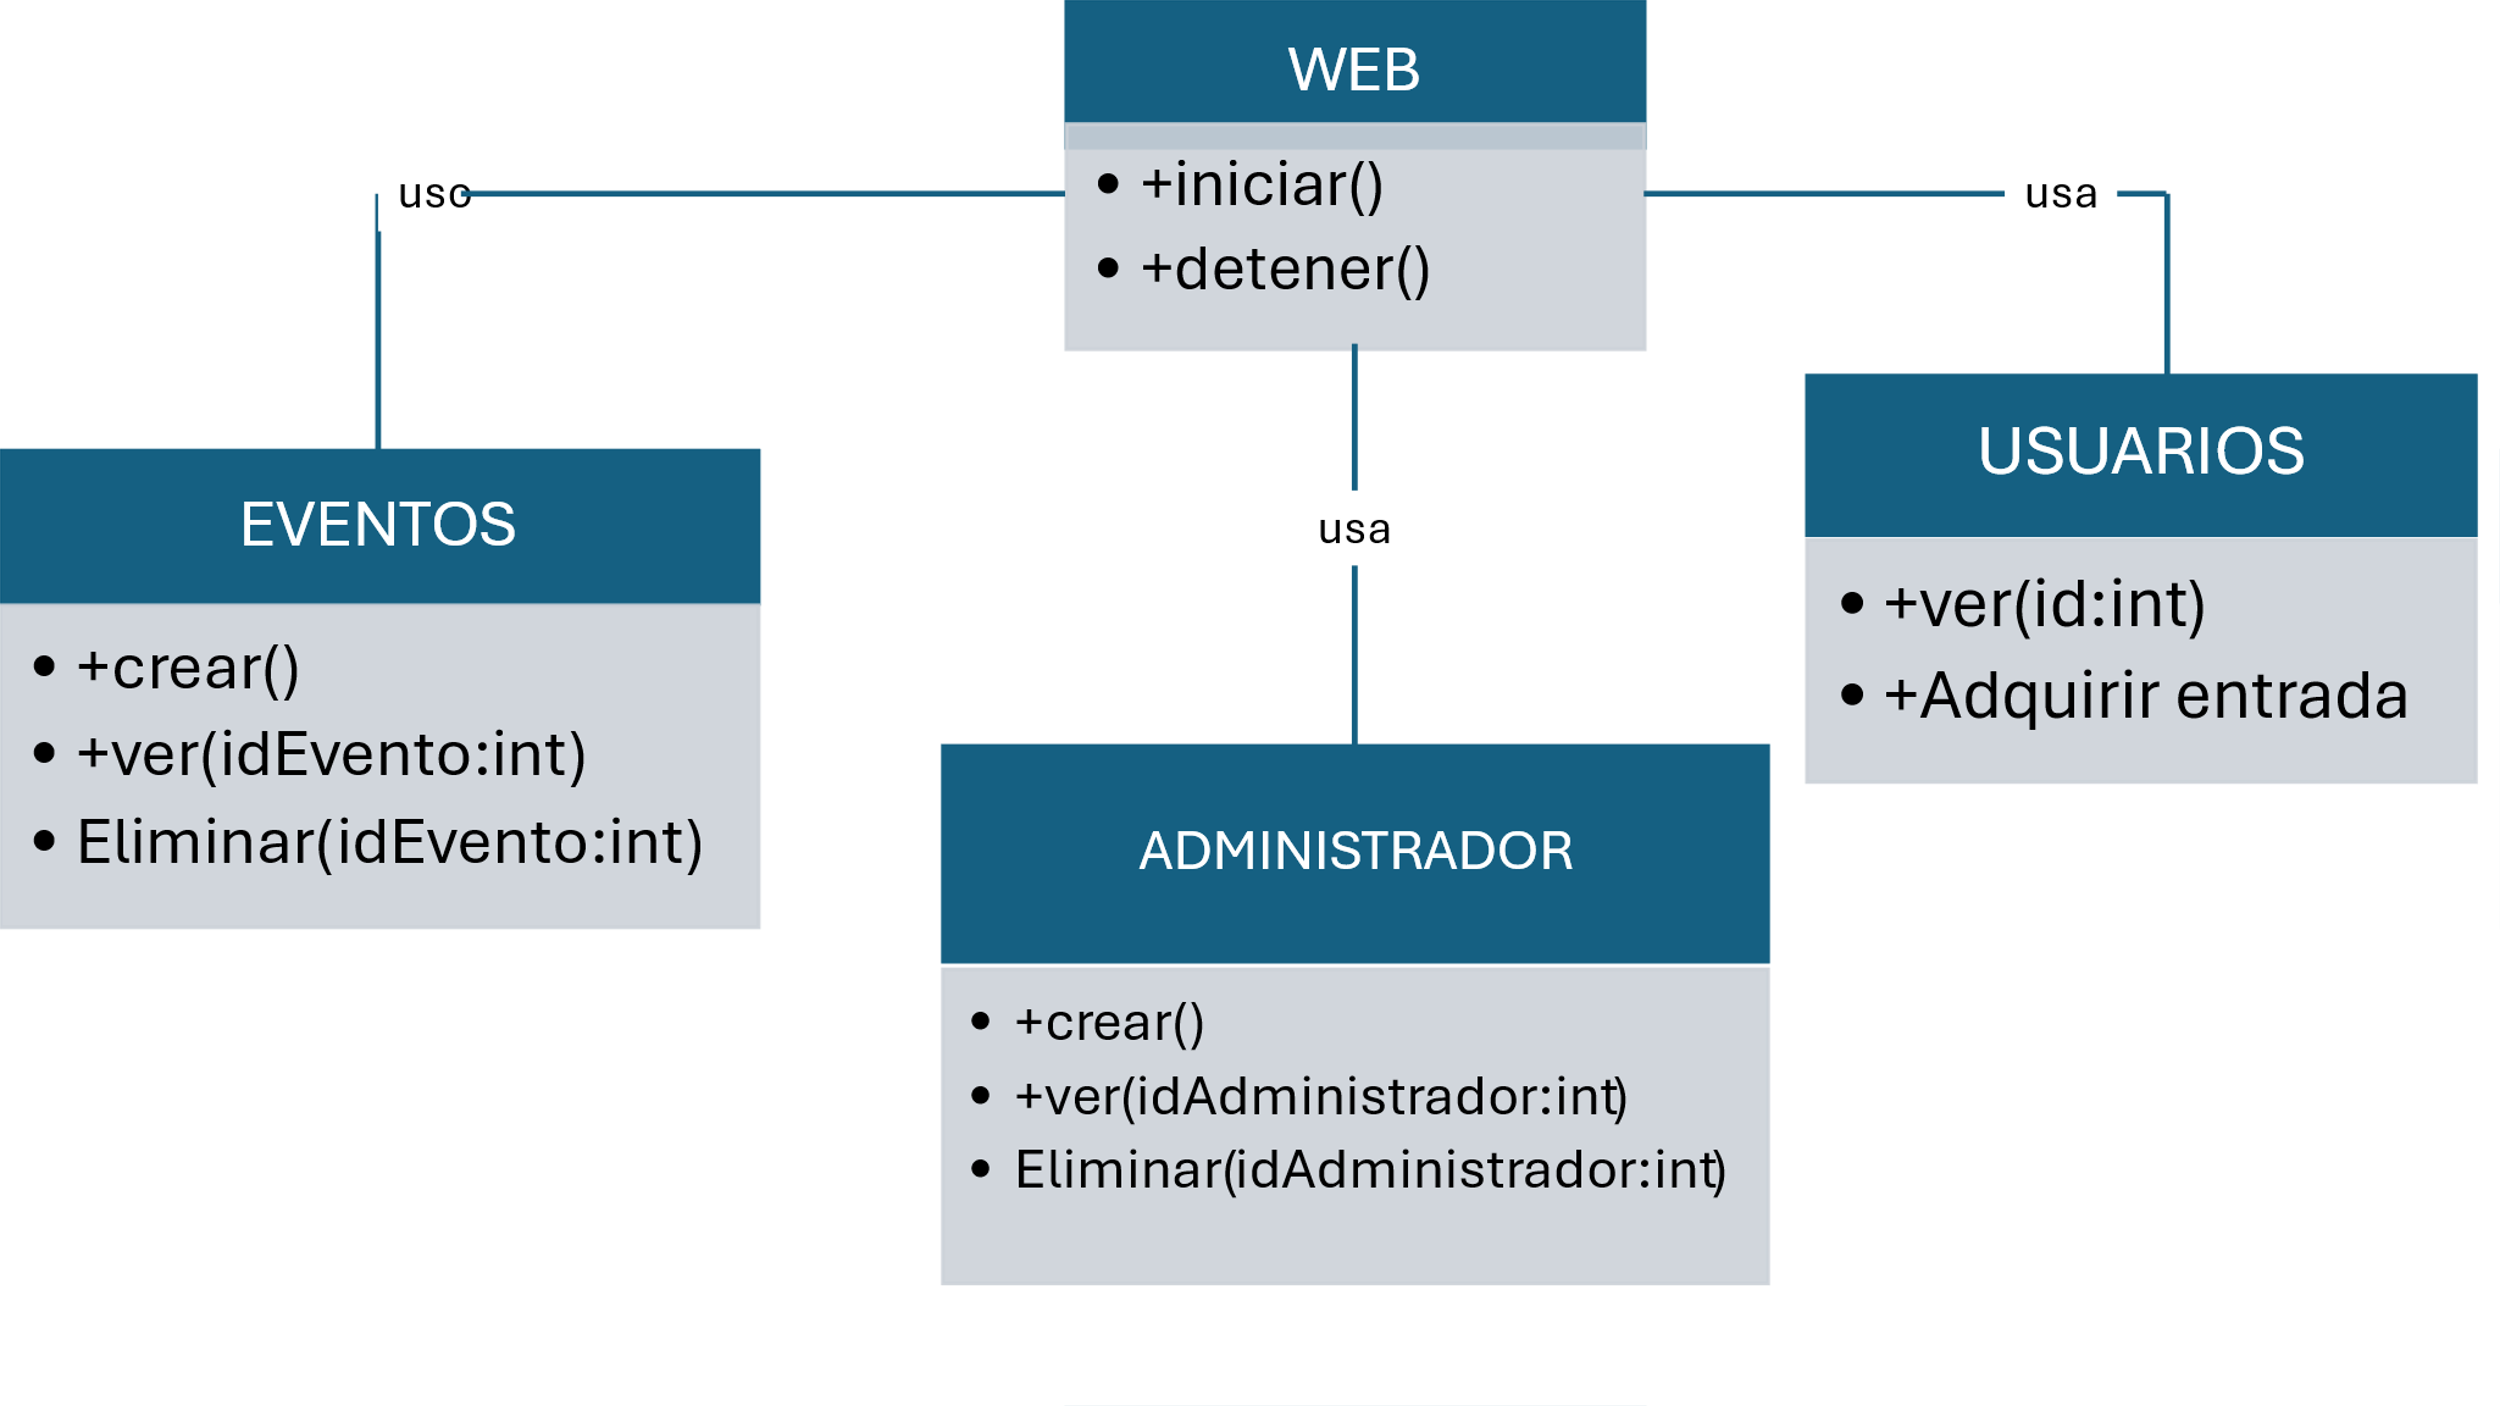 WEB
• +iniciar()
• +detener()
uso
usa
usa
EVENTOS
• +crear()
• +ver(idEvento:int)
• Eliminar(idEvento:int)
USUARIOS
• +ver(id:int)
• +Adquirir entrada
ADMINISTRADOR
• +crear()
• +ver(idAdministrador:int)
• Eliminar(idAdministrador:int)